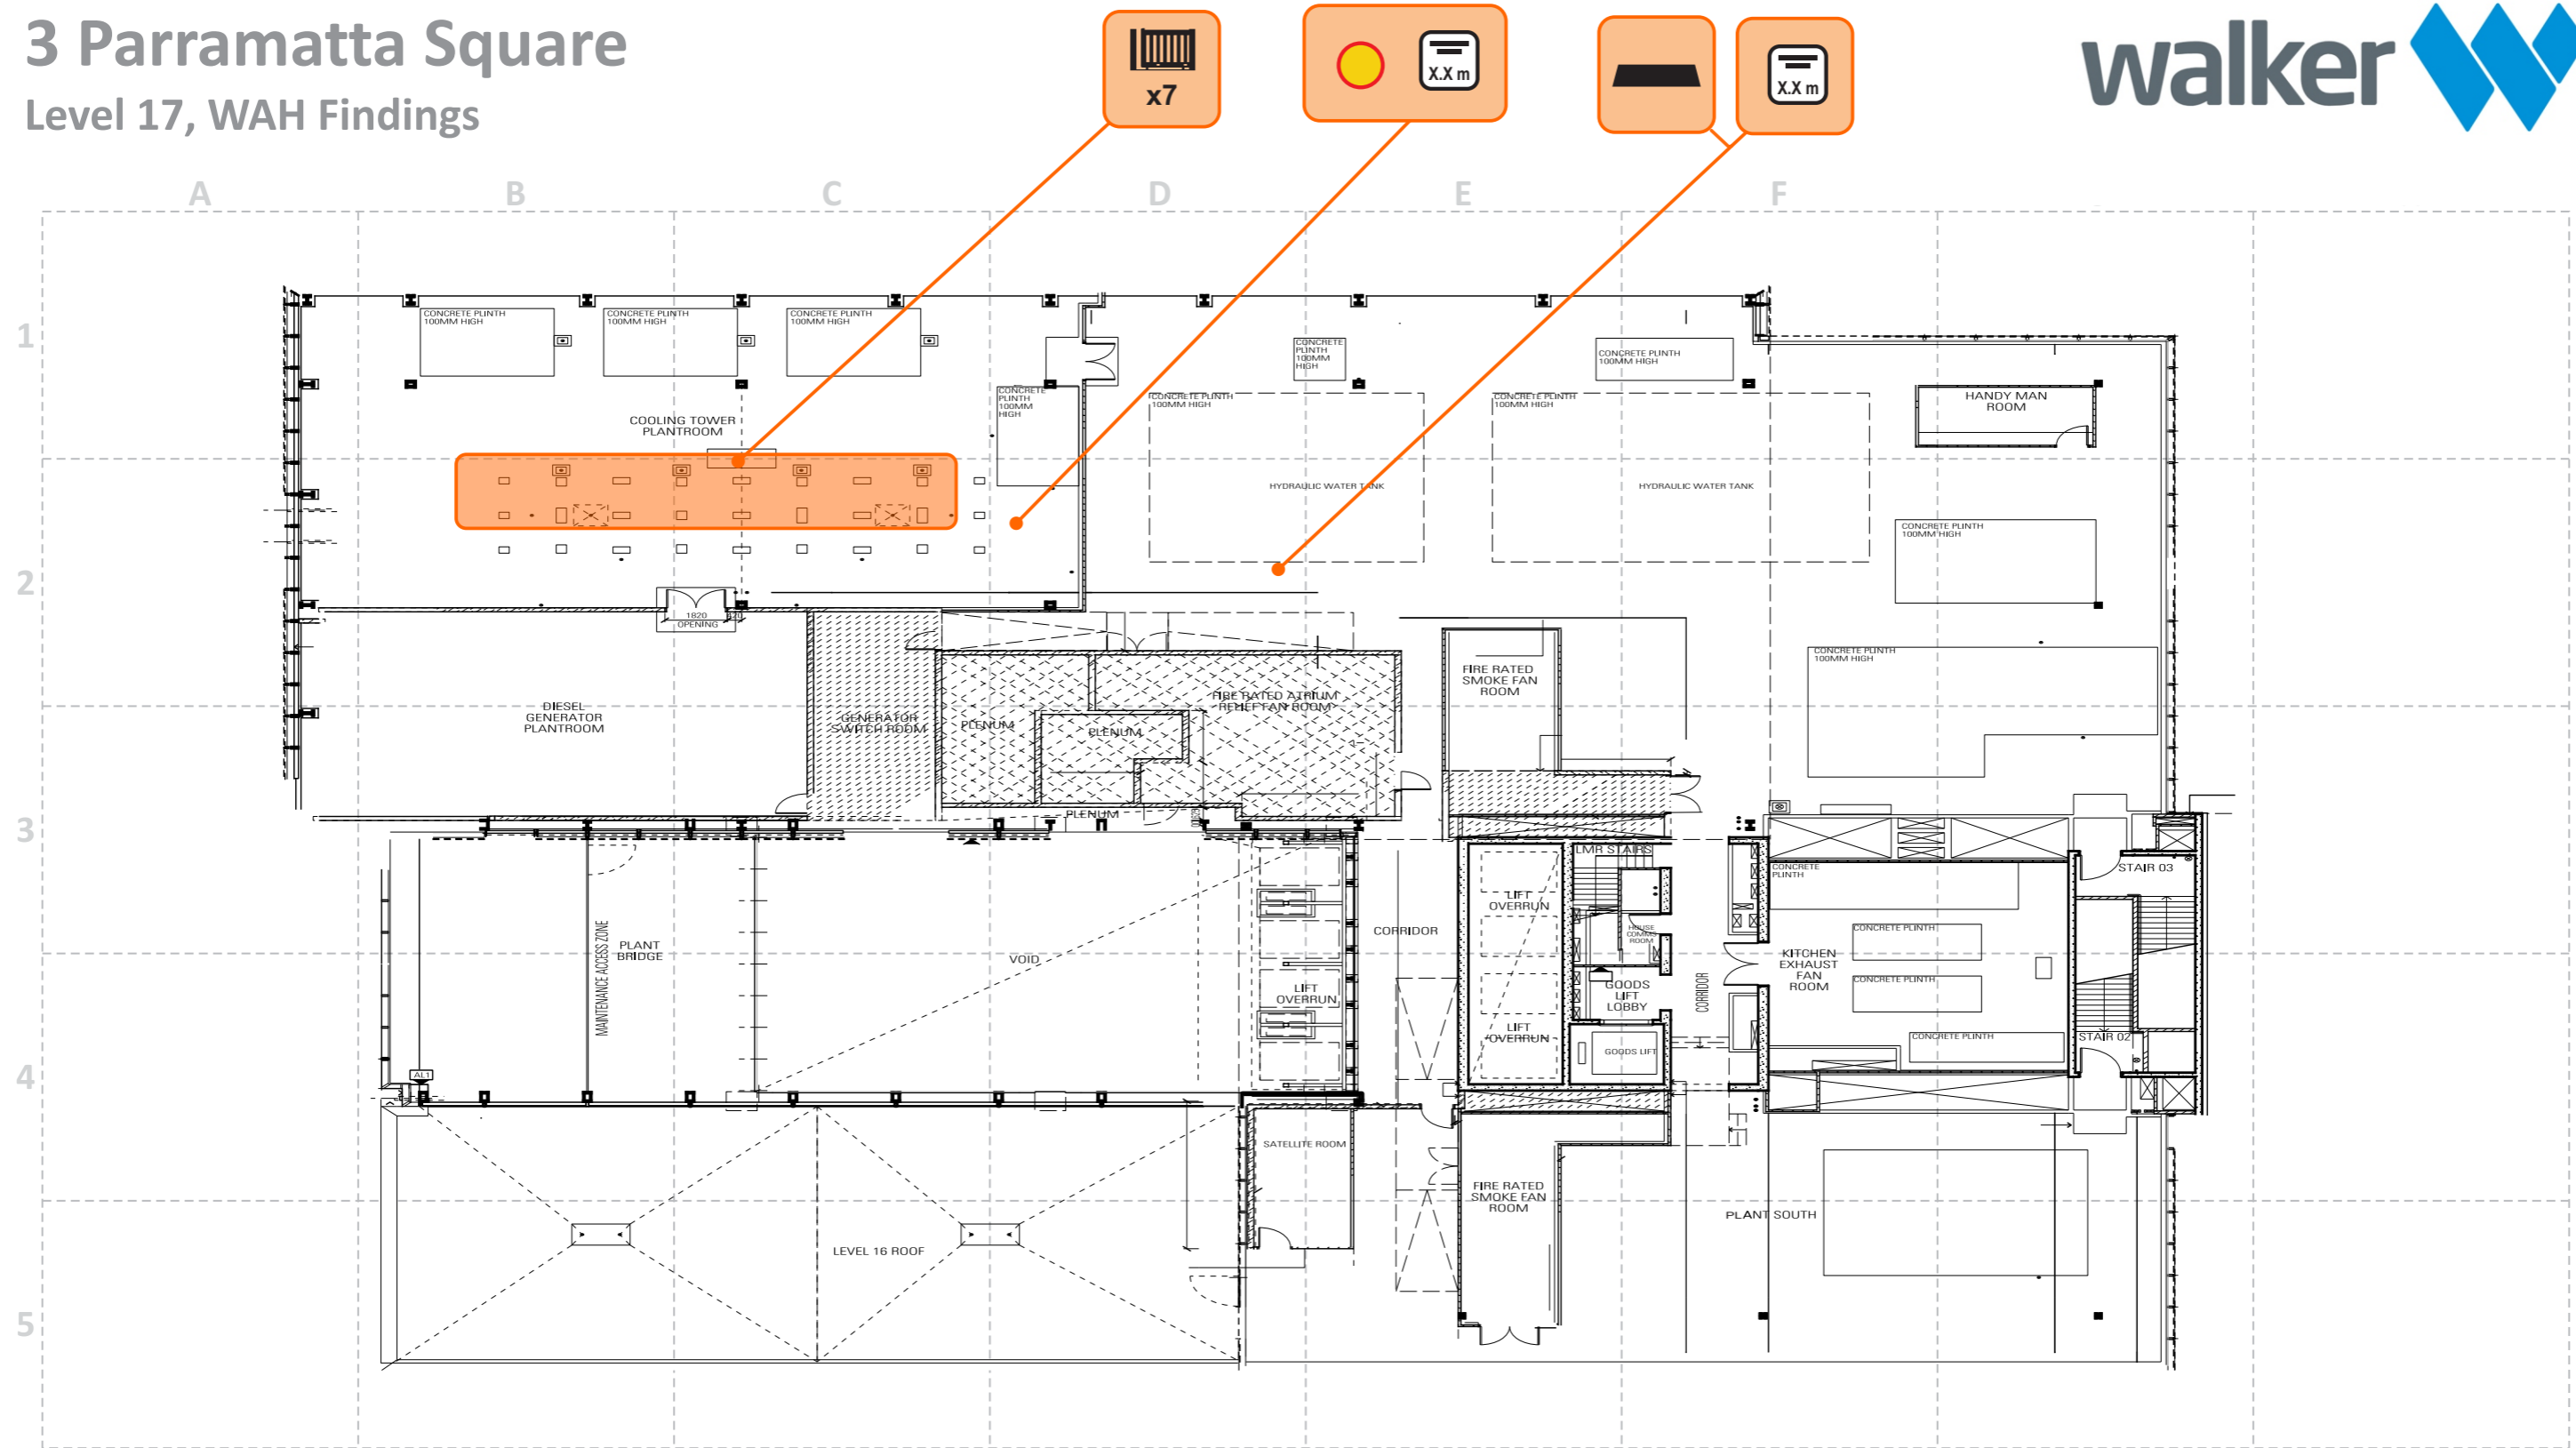 3 Parramatta Square
Level 17, WAH Findings
x7
X.X m
X.X m
walker
A
B
C
D
E
F
1
CONCRETE PLINTH
100MM HIGH
CONCRETE PLINTH
100MM HIGH
CONCRETE PLINTH
100MM HIGH
CONCRETE
PLINTH
100MM
HIGH
CONCRETE PLINTH
100MM HIGH
CONCRETE
PLINTH
100MM
HIGH
CONCRETE PLINTH
100MM HIGH
CONCRETE PLINTH
100MM HIGH
HANDY MAN
ROOM
COOLING TOWER
PLANTROOM
HYDRAULIC WATER TANK
HYDRAULIC WATER TANK
CONCRETE PLINTH
100MM HIGH
2
1820
OPENING
FIRE RATED
SMOKE FAN
ROOM
CONCRETE PLINTH
100MM HIGH
DIESEL
GENERATOR
PLANTROOM
GENERATOR
SWITCH ROOM
PLENUM
PLENUM
FIRE RATED ATRIUM
RELIEF FAN ROOM
3
PLENUM
LMR STAIRS
CONCRETE
PLINTH
STAIR 03
LIFT
OVERRUN
CORRIDOR
HOUSE
COMMS
ROOM
CONCRETE PLINTH
MAINTENANCE ACCESS ZONE
PLANT
BRIDGE
VOID
KITCHEN
EXHAUST
FAN
ROOM
CONCRETE PLINTH
LIFT
OVERRUN
GOODS
LIFT
LOBBY
CORRIDOR
LIFT
OVERRUN
GOODS LIFT
CONCRETE PLINTH
STAIR 02
4
AL1
SATELLITE ROOM
FIRE RATED
SMOKE FAN
ROOM
PLANT SOUTH
LEVEL 16 ROOF
5